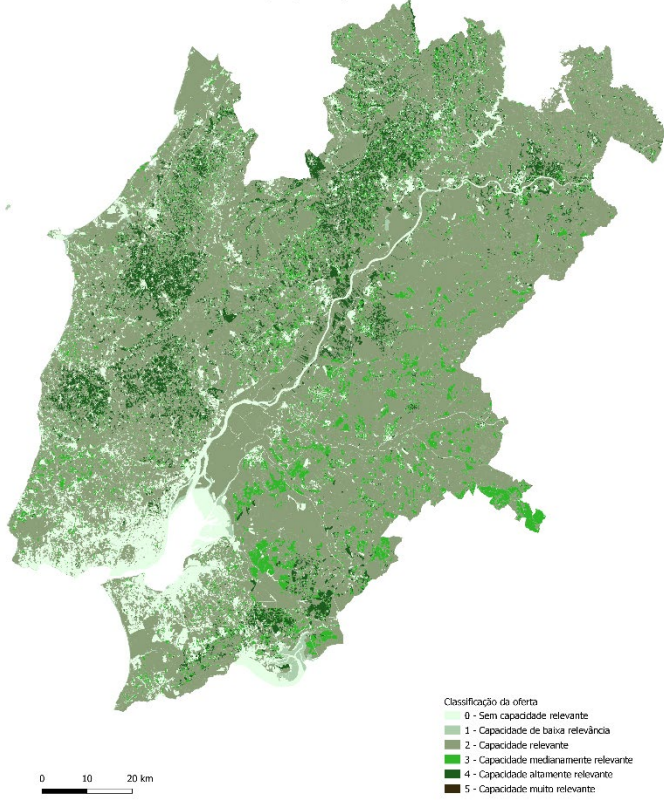 Classificação da oferta
0 - Sem capacidade relevante
1 - Capacidade de baixa relevância
2 - Capacidade relevante
3 - Capacidade medianamente relevante
4 - Capacidade altamente relevante
5 - Capacidade muito relevante
0 10 20 km